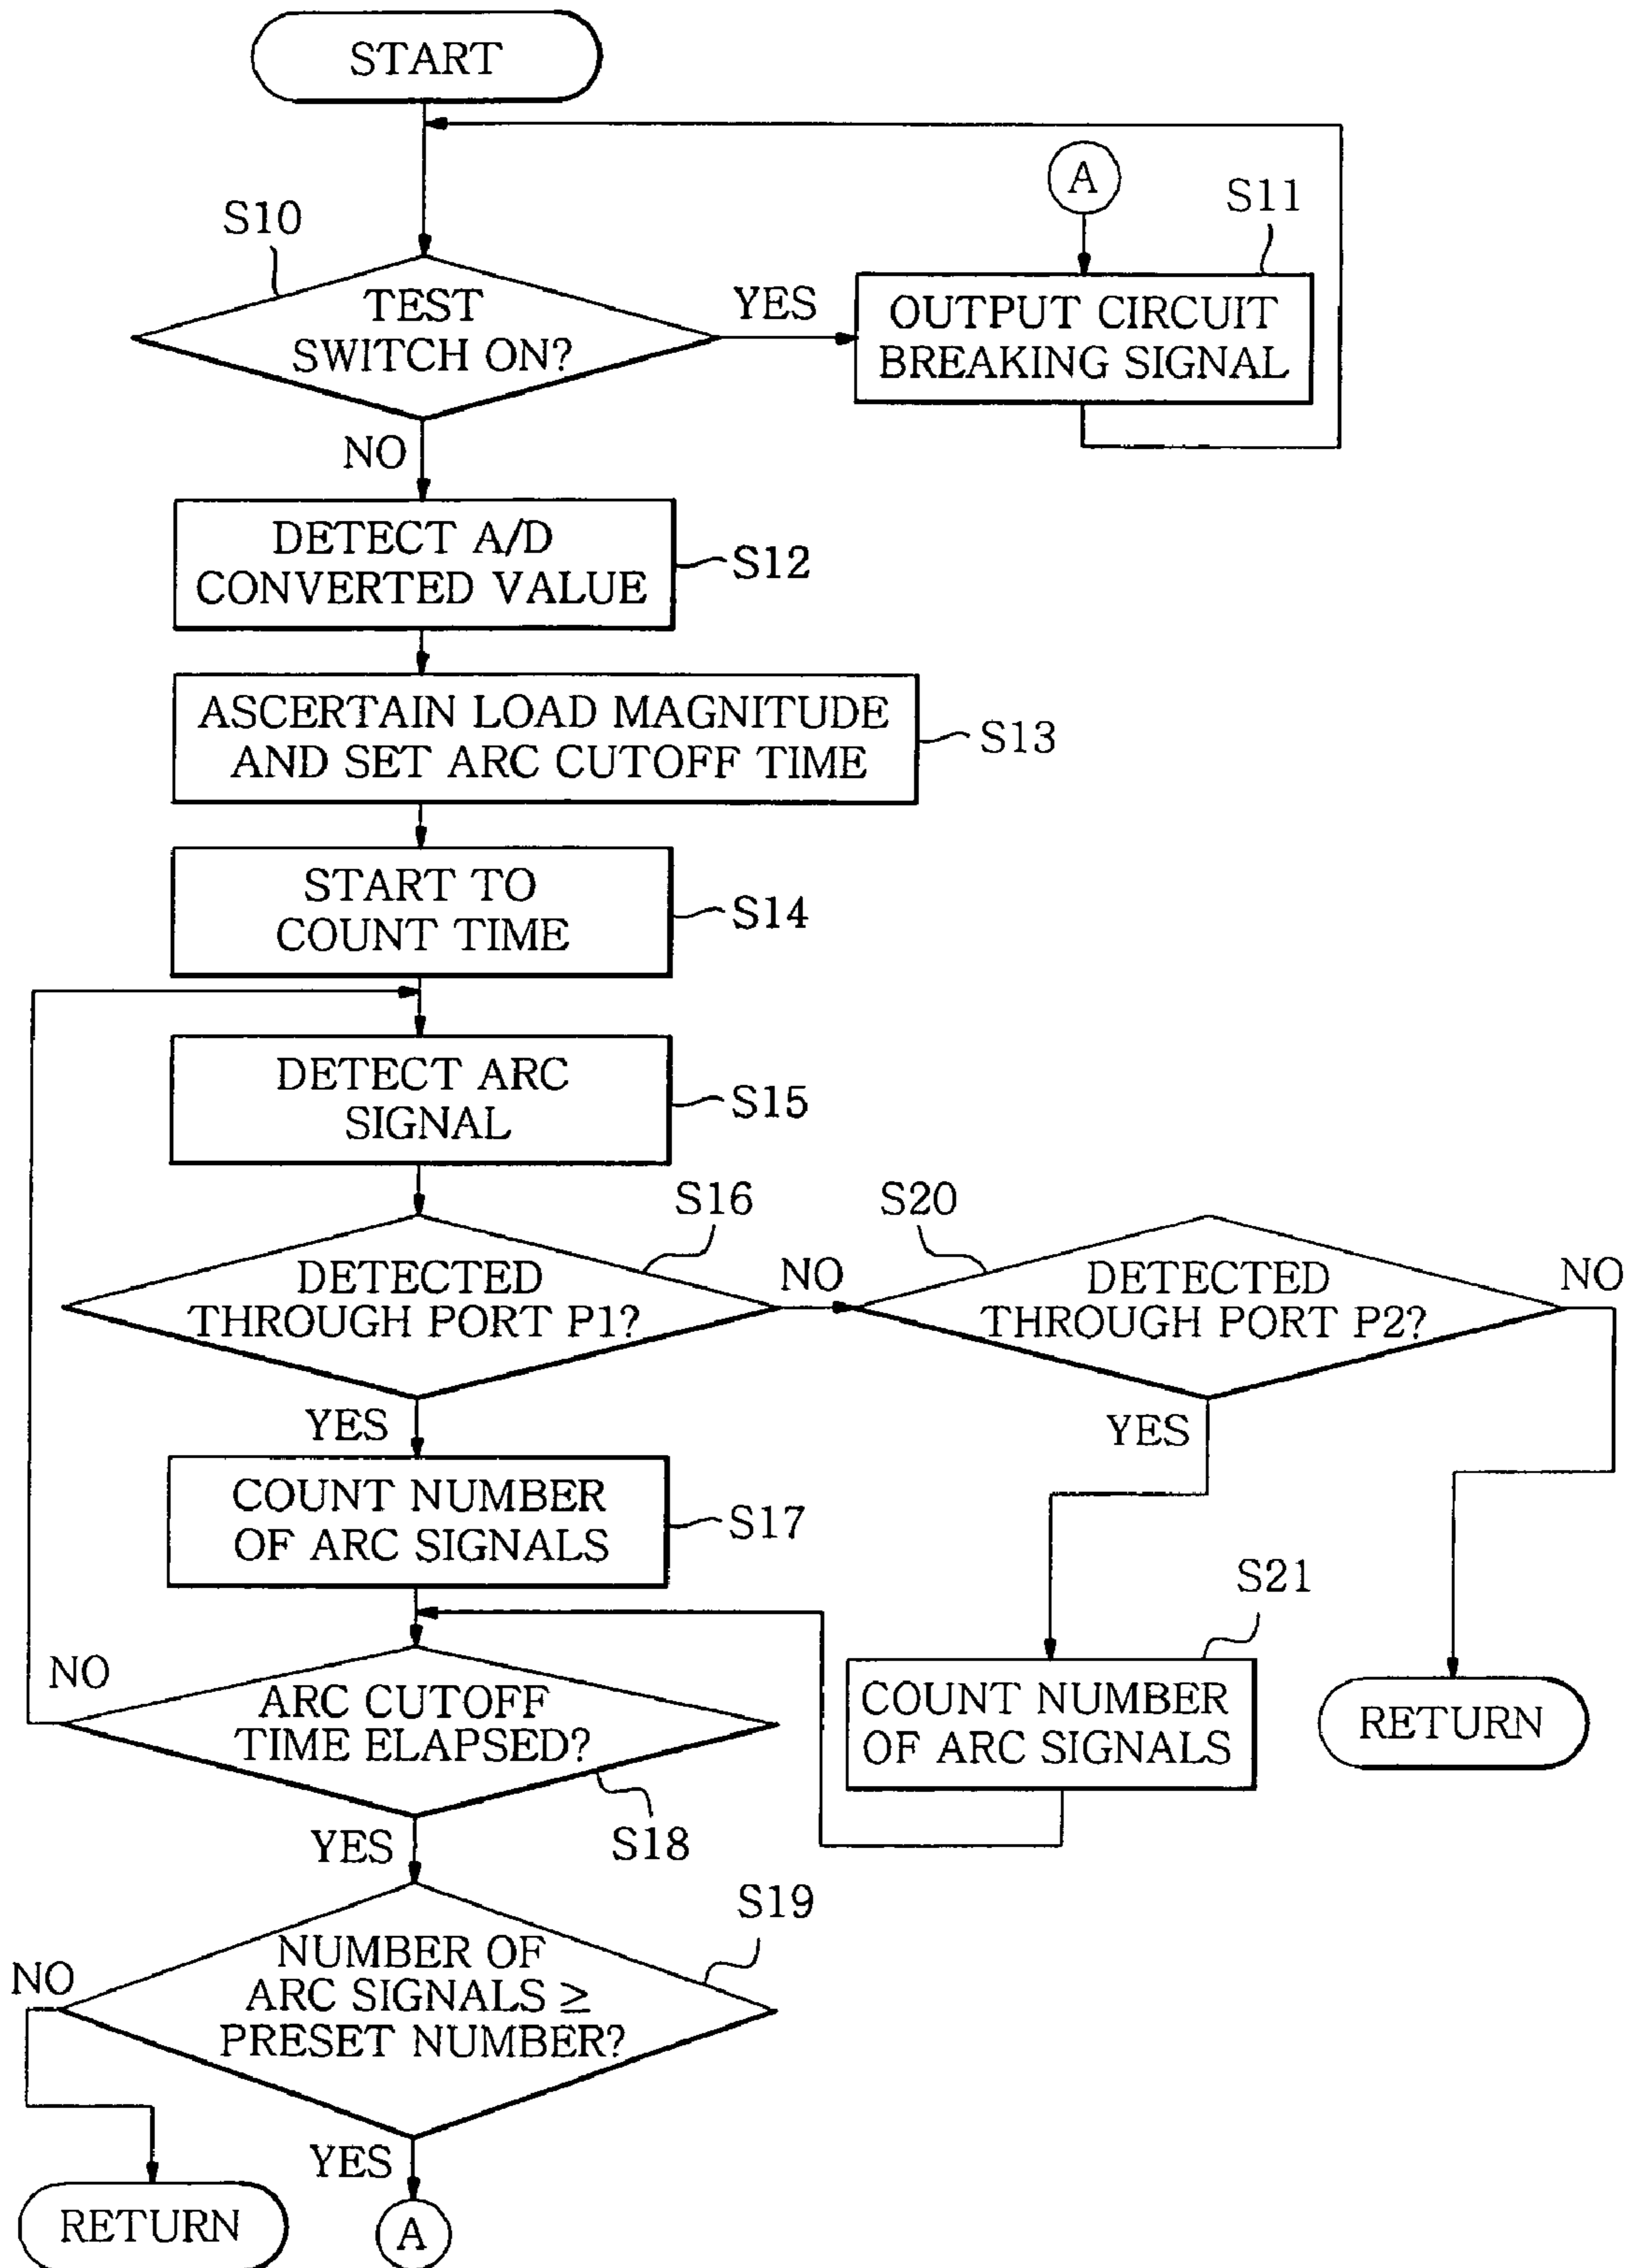 START
A
S11
S10
TEST
SWITCH ON?
YES
OUTPUT CIRCUIT
BREAKING SIGNAL
NO
DETECT A/D
CONVERTED VALUE
S12
ASCERTAIN LOAD MAGNITUDE
AND SET ARC CUTOFF TIME
S13
START TO
COUNT TIME
S14
DETECT ARC
SIGNAL
S15
S16
S20
DETECTED
THROUGH PORT P1?
NO
DETECTED
THROUGH PORT P2?
NO
YES
YES
COUNT NUMBER
OF ARC SIGNALS
S17
S21
NO
ARC CUTOFF
TIME ELAPSED?
COUNT NUMBER
OF ARC SIGNALS
RETURN
YES
S18
S19
NO
NUMBER OF
ARC SIGNALS ≥
PRESET NUMBER?
YES
RETURN
A